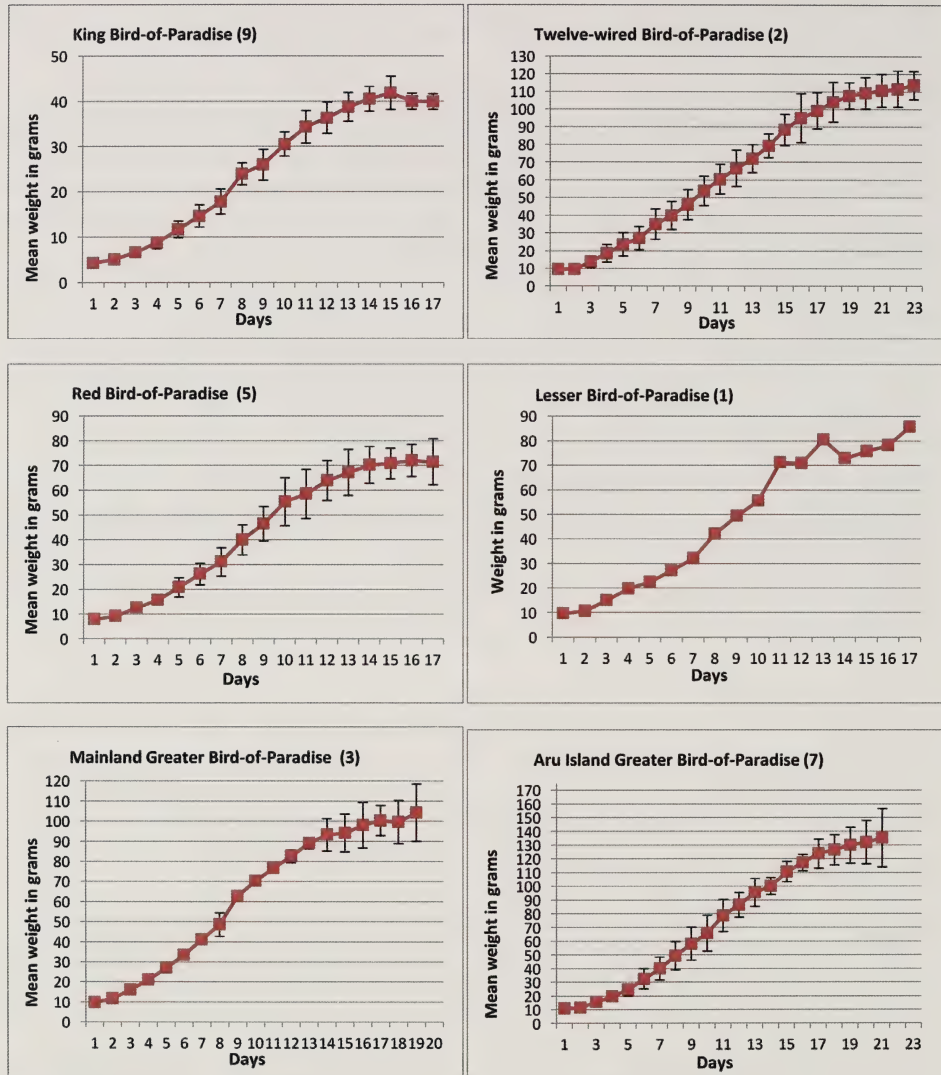 King Bird-of-Paradise (9)
Mean weight in grams
50
40
30
20
10
0
1 2 3 4 5 6 7 8 9 10 11 12 13 14 15 17
Days
Twelve-wired Bird-of-Paradise (2)
Mean weight in grams
130
120
110
100
90
80
70
60
50
40
30
20
10
0
1 3 5 7 9 11 13 15 17 19 21 23
Days
Red Bird-of-Paradise (5)
Mean weight in grams
90
80
70
60
50
40
30
20
10
0
1 2 3 4 5 6 7 8 9 10 11 12 13 14 15 16 17
Days
Lesser Bird-of-Paradise (1)
Weight in grams
90
80
70
60
50
40
30
20
10
0
1 2 3 4 5 6 7 8 9 10 11 12 13 14 15 16 17
Days
Mainland Greater Bird-of-Paradise (3)
Mean weight in grams
120
110
100
90
80
70
60
50
40
30
20
10
0
1 2 3 4 5 6 7 8 9 10 11 12 13 14 15 16 17 18 19 20
Days
Aru Island Greater Bird-of-Paradise (7)
Mean weight in grams
170
160
150
140
130
120
110
100
90
80
70
60
50
40
30
20
10
0
1 3 5 7 9 11 13 15 17 19 21 23
Days